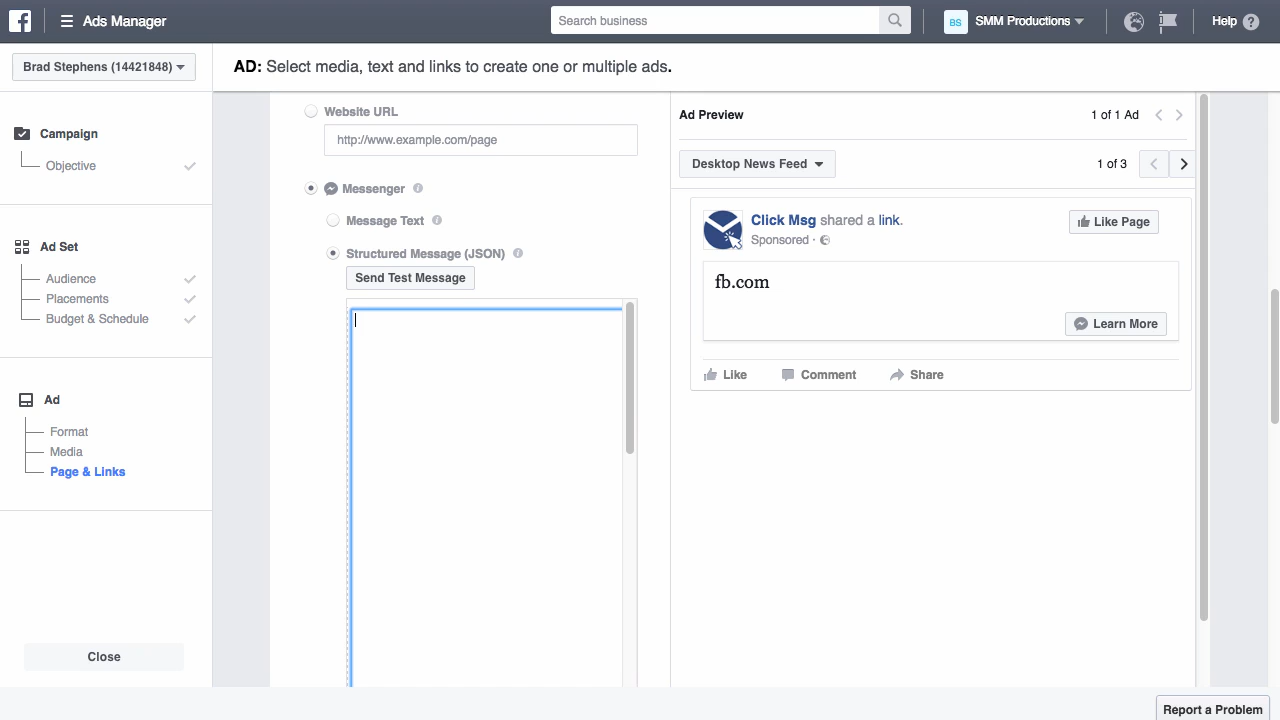 Ads Manager
Search business
BS SMM Productions
Help ?
Brad Stephens (14421848)
AD: Select media, text and links to create one or multiple ads.
Campaign
Objective
Ad Set
Audience
Placements
Budget & Schedule
Ad
Format
Media
Page & Links
Close
Website URL
http://www.example.com/page
Messenger
Message Text
Structured Message (JSON)
Send Test Message
Ad Preview
1 of 1 Ad
Desktop News Feed
1 of 3
Click Msg shared a link.
Sponsored ·
Like Page
fb.com
Learn More
Like
Comment
Share
Report a Problem